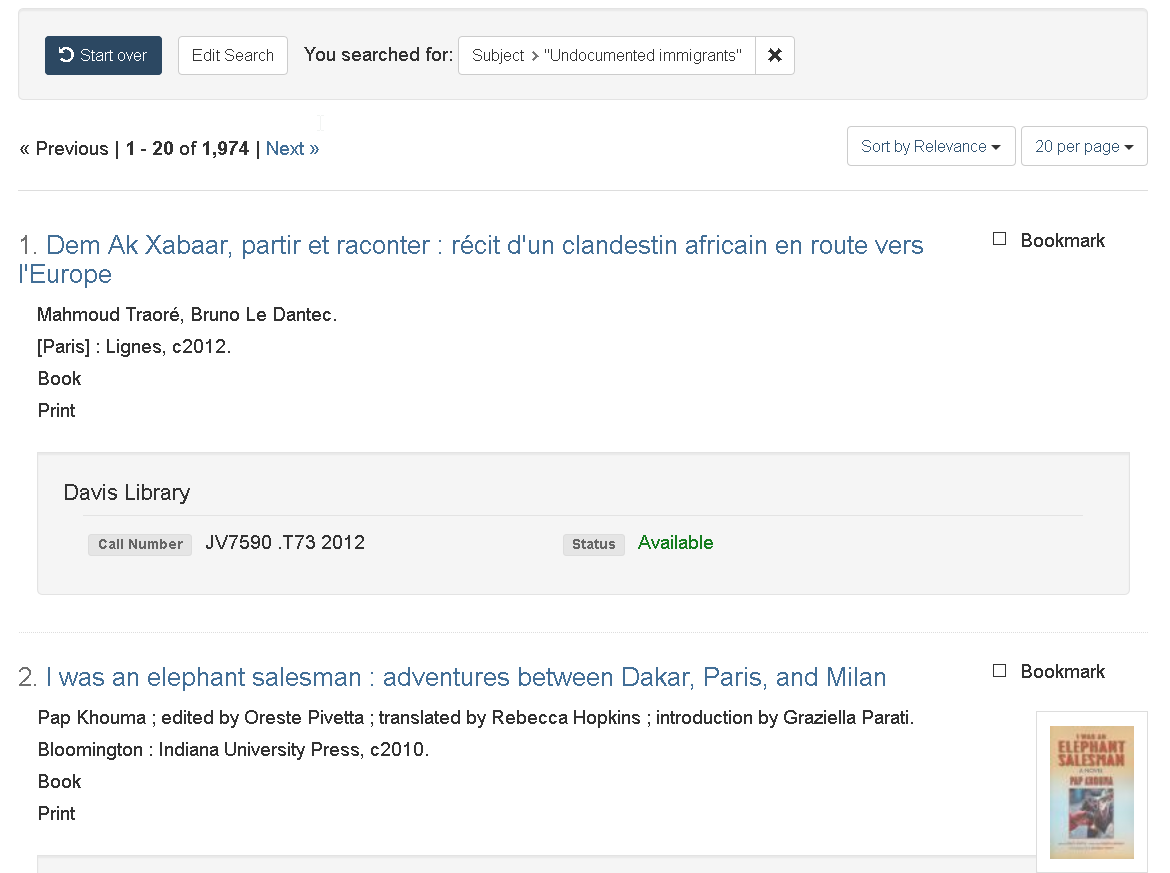 Start over
Edit Search
You searched for:
Subject > "Undocumented immigrants"
✖
« Previous | 1 - 20 of 1,974 | Next »
Sort by Relevance
20 per page
1. Dem Ak Xabaar, partir et raconter : récit d'un clandestin africain en route vers
l'Europe
Bookmark
Mahmoud Traoré, Bruno Le Dantec.
[Paris] : Lignes, c2012.
Book
Print
Davis Library
Call Number JV7590 .T73 2012
Status Available
2. I was an elephant salesman : adventures between Dakar, Paris, and Milan
Bookmark
Pap Khouma ; edited by Oreste Pivetta ; translated by Rebecca Hopkins ; introduction by Graziella Parati.
Bloomington : Indiana University Press, c2010.
Book
Print
I WAS AN
ELEPHANT
SALESMAN
A NOVEL
PAP KHOUMA